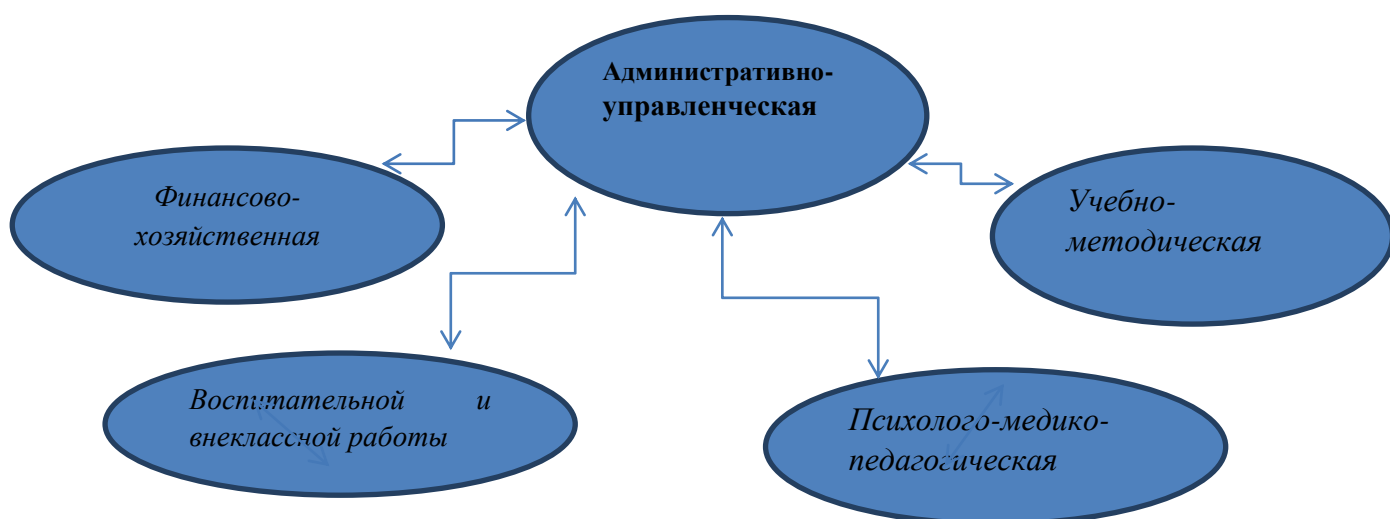 Административно-
управленческая
Финансово-
хозяйственная
Учебно-
методическая
Воспитательной и
внеклассной работы
Психолого-медико-
педагогическая